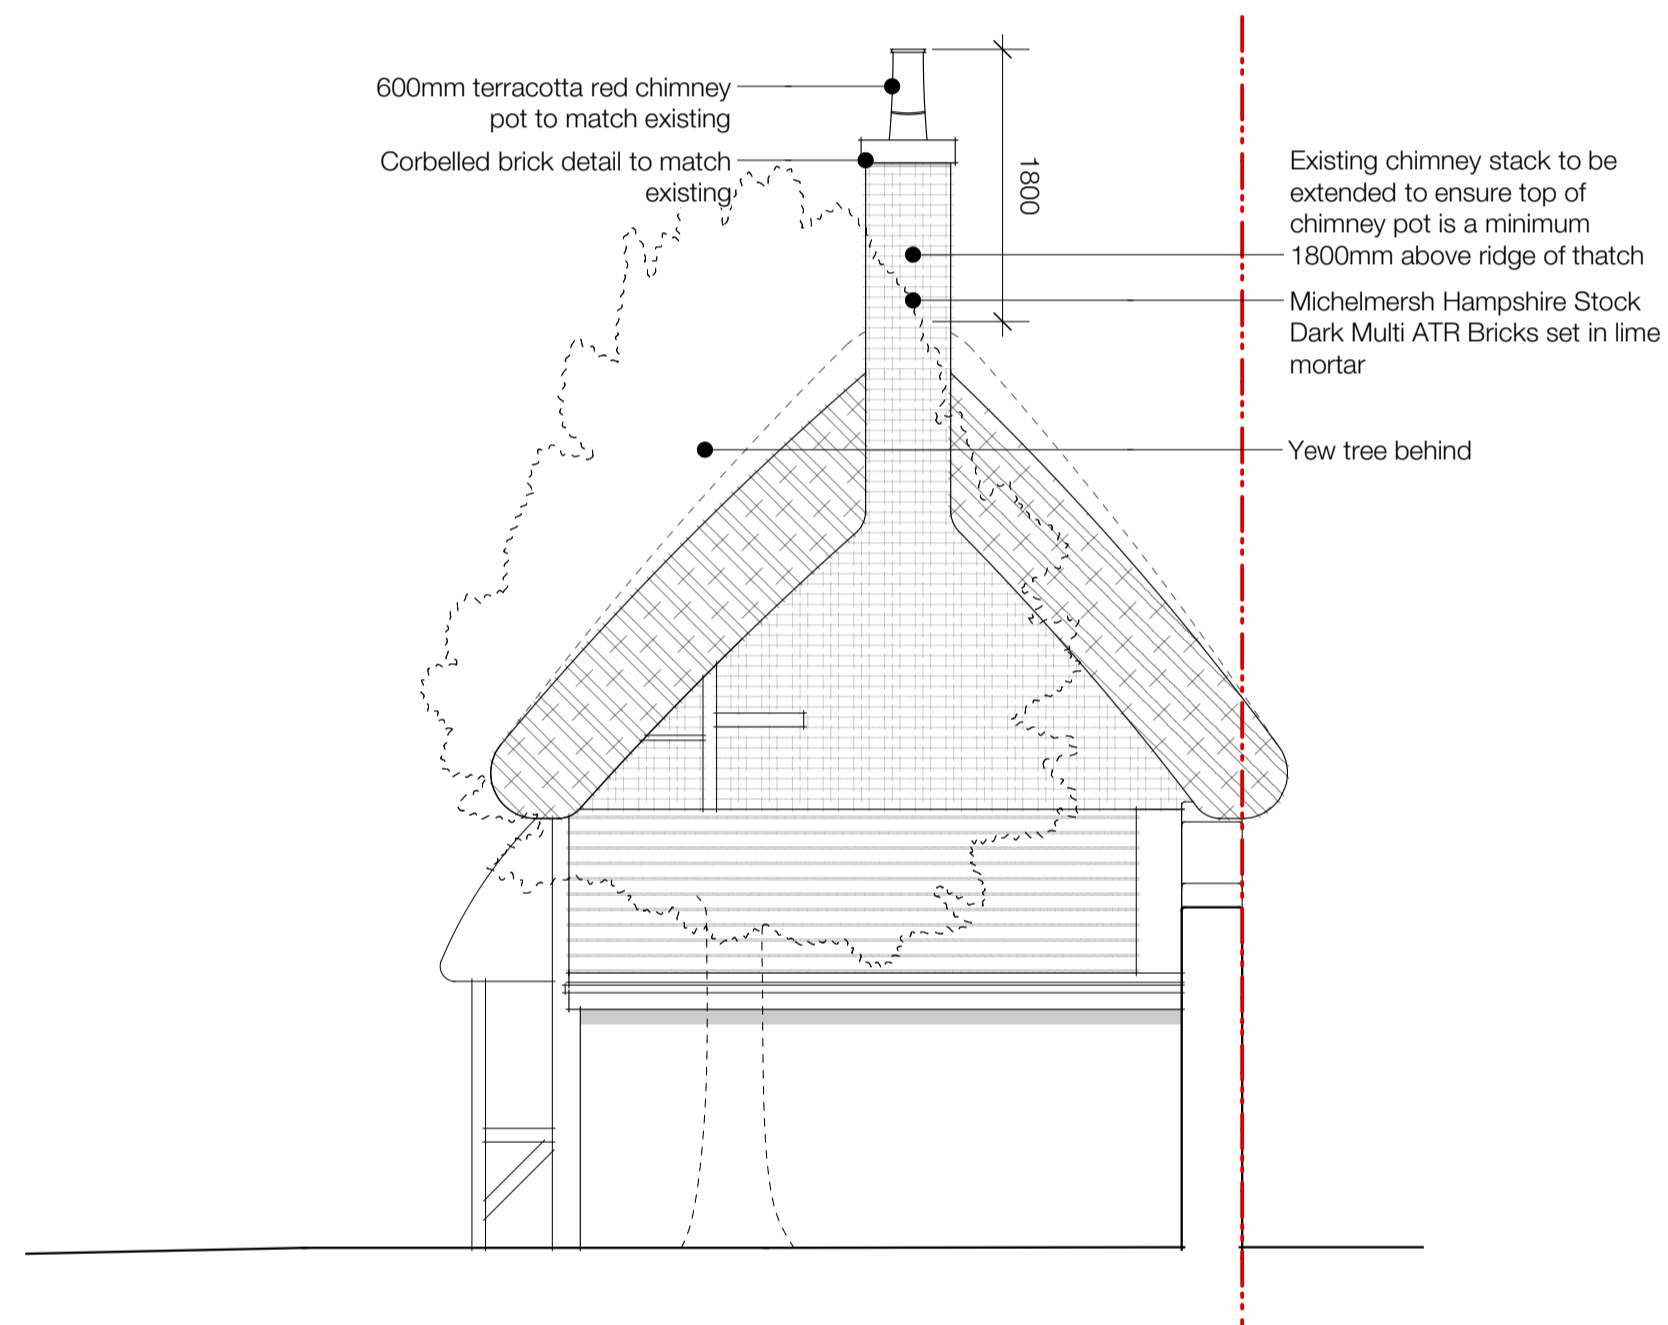 600mm terracotta red chimney
pot to match existing
Corbelled brick detail to match
existing
1800
Existing chimney stack to be
extended to ensure top of
chimney pot is a minimum
1800mm above ridge of thatch
Michelmersh Hampshire Stock
Dark Multi ATR Bricks set in lime
mortar
Yew tree behind